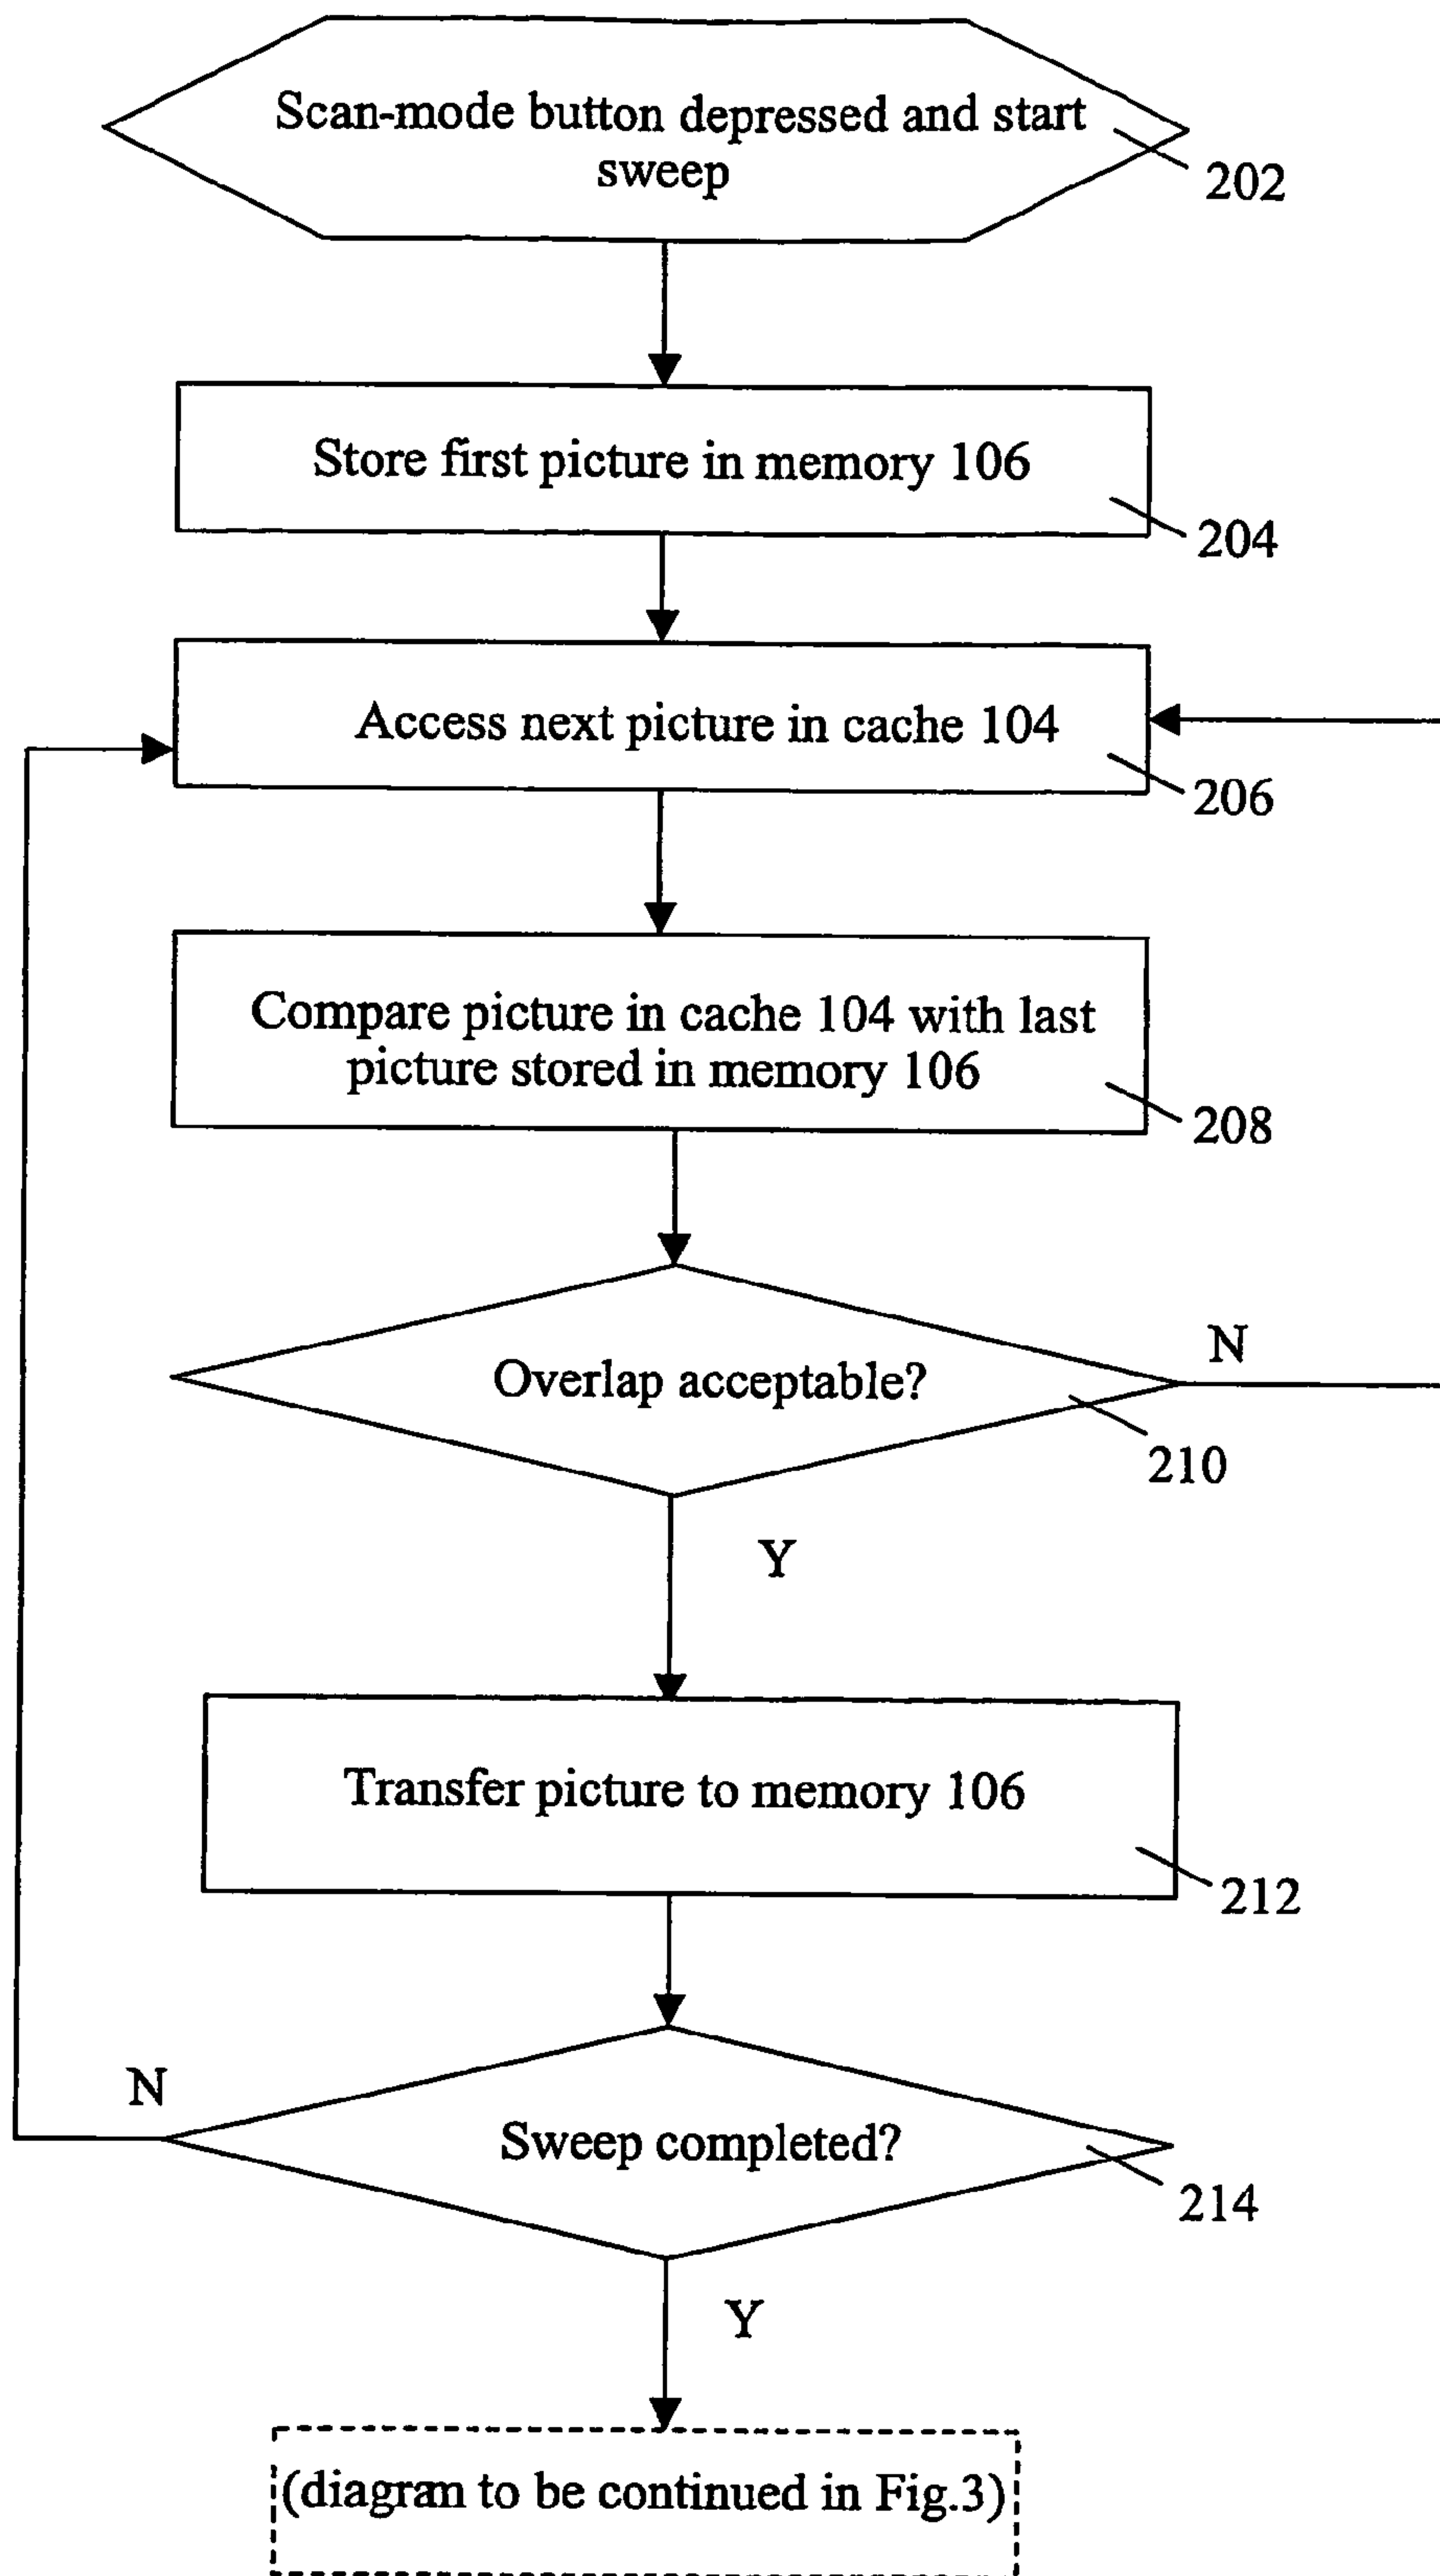 Scan-mode button depressed and start
sweep
202
Store first picture in memory 106
204
Access next picture in cache 104
206
Compare picture in cache 104 with last
picture stored in memory 106
208
N
Overlap acceptable?
210
Y
Transfer picture to memory 106
212
N
Sweep completed?
214
Y
(diagram to be continued in Fig.3)